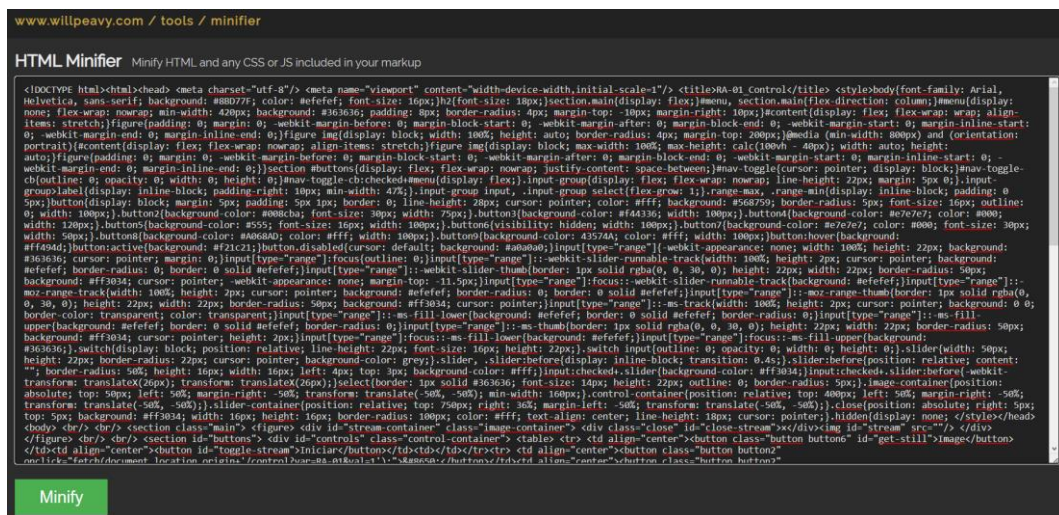 www.willpeavy.com / tools / minifier
HTML Minifier Minify HTML and any CSS or JS included in your markup
<!DOCTYPE html><html><head> <meta charset="utf-8"/> <meta name="viewport" content="width=device-width,initial-scale=1"/> <title>RA-01 Control</title> <style>body{font-family: Arial,
Helvetica, sans-serif; background: #8BD77F; color: #efefef; font-size: 16px;}h2{font-size: 18px;}section.main{display: flex;}#menu, section.main{flex-direction: column;}#menu{display:
none; flex-wrap: nowrap; min-width: 420px; background: #363636; padding: 8px; border-radius: 4px; margin-top: -10px; margin-right: 10px;}#content{display: flex; flex-wrap: wrap; align-
items: stretch;}figure{padding: 0; margin: 0; -webkit-margin-before: 0; margin-block-start: 0; -webkit-margin-after: 0; margin-block-end: 0; -webkit-margin-start: 0; margin-inline-start:
0; -webkit-margin-end: 0; margin-inline-end: 0;}figure img{display: block; width: 100%; height: auto; border-radius: 4px; margin-top: 200px;}@media (min-width: 800px) and (orientation:
portrait){#content{display: flex; flex-wrap: nowrap; align-items: stretch;}figure img{display: block; max-width: 100%; max-height: calc(100vh - 40px); width: auto; height:
auto;}figure{padding: 0; margin: 0; -webkit-margin-before: 0; margin-block-start: 0; -webkit-margin-after: 0; margin-block-end: 0; -webkit-margin-start: 0; margin-inline-start: 0; -
webkit-margin-end: 0; margin-inline-end: 0;}}section #buttons{display: flex; flex-wrap: nowrap; justify-content: space-between;}#nav-toggle{cursor: pointer; display: block;}#nav-toggle-
cb{outline: 0; opacity: 0; width: 0; height: 0;}#nav-toggle-cb:checked+#menu{display: flex;}.input-group{display: flex; flex-wrap: nowrap; line-height: 22px; margin: 5px 0;}.input-
group>label{display: inline-block; padding-right: 10px; min-width: 47%;}.input-group input, .input-group select{flex-grow: 1;}.range-max, .range-min{display: inline-block; padding: 0
5px;}button{display: block; margin: 5px; padding: 5px 1px; border: 0; line-height: 28px; cursor: pointer; color: #fff; background: #568759; border-radius: 5px; font-size: 16px; outline:
0; width: 100px;}.button2{background-color: #008cba; font-size: 30px; width: 75px;}.button3{background-color: #f44336; width: 100px;}.button4{background-color: #e7e7e7; color: #000;
width: 120px;}.button5{background-color: #555; font-size: 16px; width: 100px;}.button6{visibility: hidden; width: 100px;}.button7{background-color: #e7e7e7; color: #000; font-size: 30px;
width: 50px;}.button8{background-color: #A068AD; color: #fff; width: 100px;}.button9{background-color: #43574A; color: #fff; width: 100px;}button:hover{background:
#ff494d;}button:active{background: #f21c21;}button.disabled{cursor: default; background: #a0a0a0;}input[type="range"]{-webkit-appearance: none; width: 100%; height: 22px; background:
#363636; cursor: pointer; margin: 0;}input[type="range"]:focus{outline: 0;}input[type="range"]::-webkit-slider-runnable-track{width: 100%; height: 2px; cursor: pointer; background:
#efefef; border-radius: 0; border: 0 solid #efefef;}input[type="range"]::-webkit-slider-thumb{border: 1px solid rgba(0, 0, 30, 0); height: 22px; width: 22px; border-radius: 50px;
background: #ff3034; cursor: pointer; -webkit-appearance: none; margin-top: -11.5px;}input[type="range"]:focus::-webkit-slider-runnable-track{background: #efefef;}input[type="range"]::-
moz-range-track{width: 100%; height: 2px; cursor: pointer; background: #efefef; border-radius: 0; border: 0 solid #efefef;}input[type="range"]::-moz-range-thumb{border: 1px solid rgba(0,
0, 30, 0); height: 22px; width: 22px; border-radius: 50px; background: #ff3034; cursor: pointer;}input[type="range"]::-ms-track{width: 100%; height: 2px; cursor: pointer; background: 0 0;
border-color: transparent; color: transparent;}input[type="range"]::-ms-fill-lower{background: #efefef; border: 0 solid #efefef; border-radius: 0;}input[type="range"]::-ms-fill-
upper{background: #efefef; border: 0 solid #efefef; border-radius: 0;}input[type="range"]::-ms-thumb{border: 1px solid rgba(0, 0, 30, 0); height: 22px; width: 22px; border-radius: 50px;
background: #ff3034; cursor: pointer; height: 2px;}input[type="range"]:focus::-ms-fill-lower{background: #efefef;}input[type="range"]:focus::-ms-fill-upper{background:
#363636;}.switch{display: block; position: relative; line-height: 22px; font-size: 16px; height: 22px;}.switch input{outline: 0; opacity: 0; width: 0; height: 0;}.slider{width: 50px;
height: 22px; border-radius: 22px; cursor: pointer; background-color: grey;}.slider, .slider:before{display: inline-block; transition: 0.4s;}.slider:before{position: relative; content:
""; border-radius: 50%; height: 16px; width: 16px; left: 4px; top: 3px; background-color: #fff;}input:checked+.slider{background-color: #ff3034;}input:checked+.slider:before{-webkit-
transform: translateX(26px); transform: translateX(26px);}select{border: 1px solid #363636; font-size: 14px; height: 22px; outline: 0; border-radius: 5px;}.image-container{position:
absolute; top: 50px; left: 50%; margin-right: -50%; transform: translate(-50%, -50%); min-width: 160px;}.control-container{position: relative; top: 400px; left: 50%; margin-right: -50%;
transform: translate(-50%, -50%);}.slider-container{position: relative; top: 750px; right: 36%; margin-left: -50%; transform: translate(-50%, -50%);}.close{position: absolute; right: 5px;
top: 5px; background: #ff3034; width: 16px; height: 16px; border-radius: 100px; color: #fff; text-align: center; line-height: 18px; cursor: pointer;}.hidden{display: none; </style></head>
<body> <br/> <br/> <section class="main"> <figure> <div id="stream-container" class="image-container"> <div class="close" id="close-stream">×</div><img id="stream" src=""/> </div>
</figure> <br/> <br/> <section id="buttons"> <div id="controls" class="control-container"> <table> <tr> <td align="center"><button class="button button6" id="get-still">Image</button>
</td><td align="center"><button id="toggle-stream">Iniciar</button></td><td></td></tr><tr> <td align="center"><button class="button button2"
onclick="fetch(document.location.origin+'/control?var=RA-01&val=1');">&#8650;</button></td><td align="center"><button class="button button2"
Minify